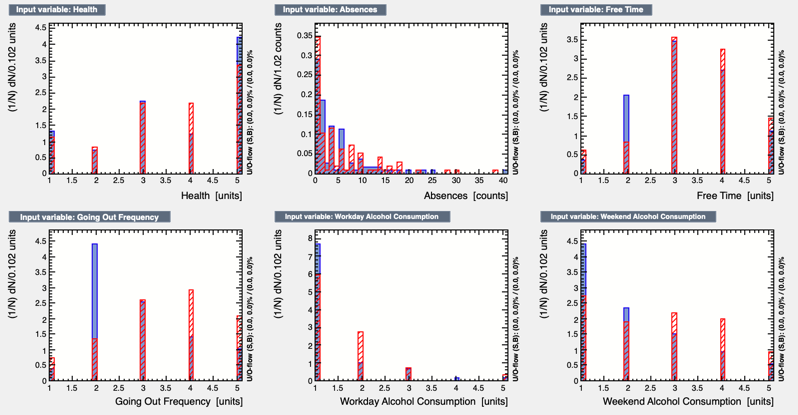 Input variable: Health
Input variable: Absences
Input variable: Free Time
(1/N) dN/0.102 units
4.5
4
3.5
3
2.5
2
1.5
1
0.5
0
1 1.5 2 2.5 3 3.5 4 4.5 5
Health [units]
U/O-flow (S,B): (0.0, 0.0)% / (0.0, 0.0)%
(1/N) dN/1.02 counts
0.35
0.3
0.25
0.2
0.15
0.1
0.05
0
0 5 10 15 20 25 30 35 40
Absences [counts]
U/O-flow (S,B): (0.0, 0.0)% / (0.0, 0.0)%
(1/N) dN/0.102 units
3.5
3
2.5
2
1.5
1
0.5
0
1 1.5 2 2.5 3 3.5 4 4.5 5
Free Time [units]
U/O-flow (S,B): (0.0, 0.0)% / (0.0, 0.0)%
Input variable: Going Out Frequency
Input variable: Workday Alcohol Consumption
Input variable: Weekend Alcohol Consumption
(1/N) dN/0.102 units
4.5
4
3.5
3
2.5
2
1.5
1
0.5
0
1 1.5 2 2.5 3 3.5 4 4.5 5
Going Out Frequency [units]
U/O-flow (S,B): (0.0, 0.0)% / (0.0, 0.0)%
(1/N) dN/0.102 units
8
7
6
5
4
3
2
1
0
1 1.5 2 2.5 3 3.5 4 4.5 5
Workday Alcohol Consumption [units]
U/O-flow (S,B): (0.0, 0.0)% / (0.0, 0.0)%
(1/N) dN/0.102 units
4.5
4
3.5
3
2.5
2
1.5
1
0.5
0
1 1.5 2 2.5 3 3.5 4 4.5 5
Weekend Alcohol Consumption [units]
U/O-flow (S,B): (0.0, 0.0)% / (0.0, 0.0)%